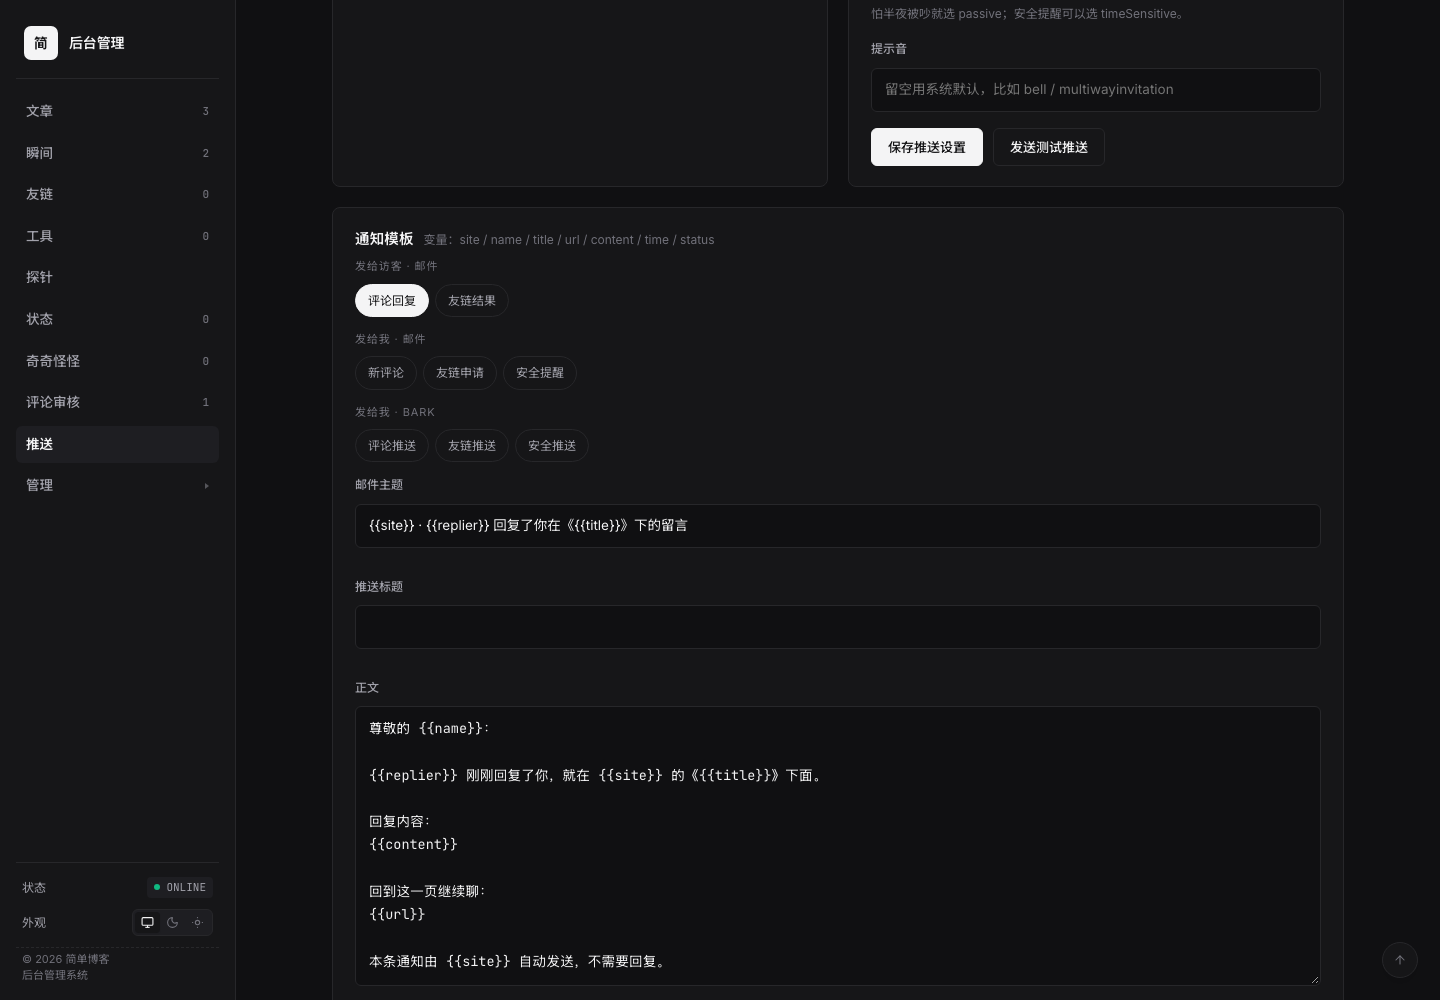 简
后台管理
文章 3
瞬间 2
友链 0
工具 0
探针
状态 0
奇奇怪怪 0
评论审核 1
推送
管理
状态 ONLINE
外观
© 2026 简单博客
后台管理系统
怕半夜被吵就选 passive；安全提醒可以选 timeSensitive。
提示音
留空用系统默认，比如 bell / multiwayinvitation
保存推送设置 发送测试推送
通知模板 变量：site / name / title / url / content / time / status
发给访客 · 邮件
评论回复 友链结果
发给我 · 邮件
新评论 友链申请 安全提醒
发给我 · BARK
评论推送 友链推送 安全推送
邮件主题
{{site}} · {{replier}} 回复了你在《{{title}}》下的留言
推送标题
正文
尊敬的 {{name}}：
{{replier}} 刚刚回复了你，就在 {{site}} 的《{{title}}》下面。
回复内容：
{{content}}
回到这一页继续聊：
{{url}}
本条通知由 {{site}} 自动发送，不需要回复。